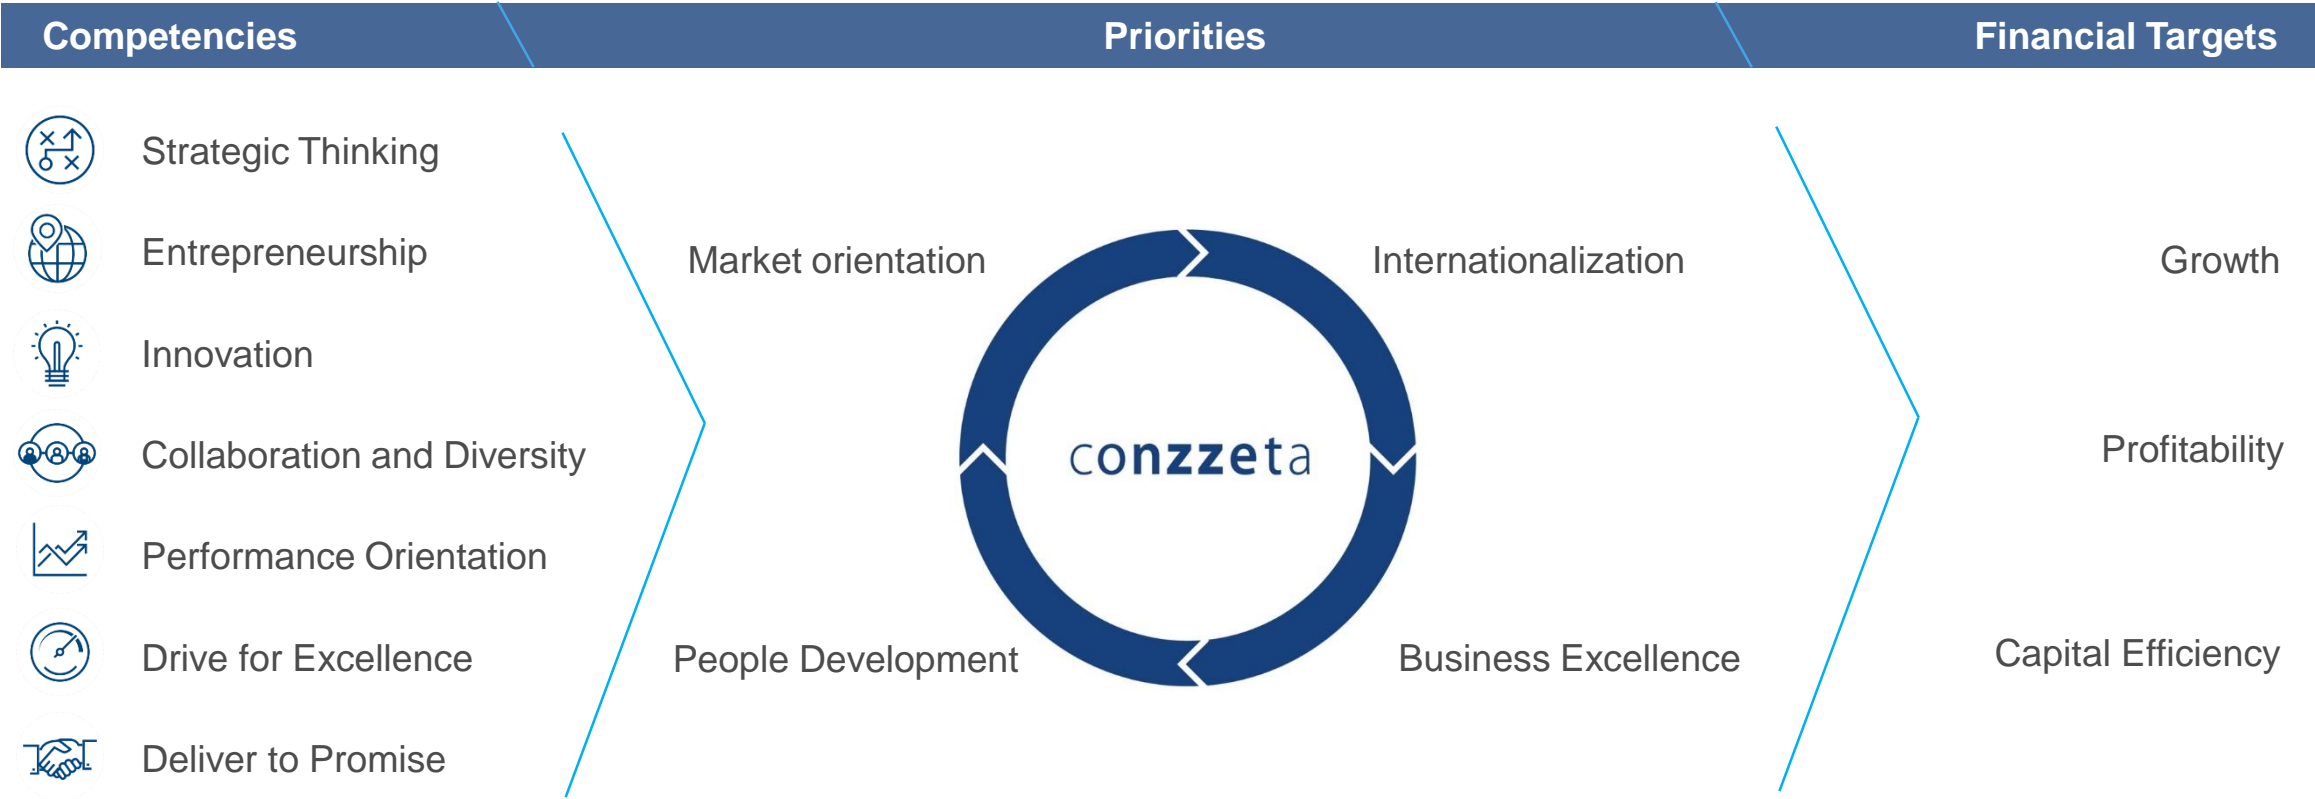 Competencies
Priorities
Financial Targets
Strategic Thinking
Entrepreneurship
Innovation
Collaboration and Diversity
Performance Orientation
Drive for Excellence
Deliver to Promise
Market orientation
Internationalization
conzzeta
People Development
Business Excellence
Growth
Profitability
Capital Efficiency